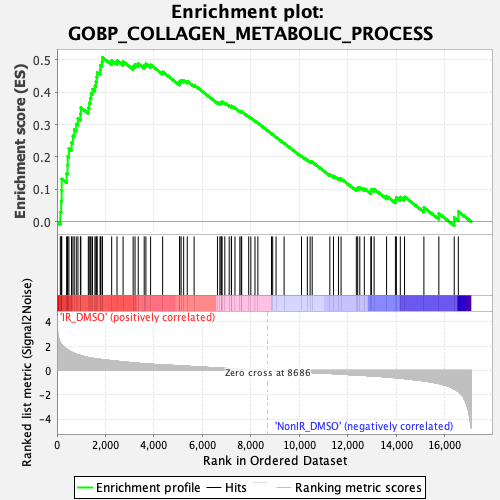 Enrichment plot:
GOBP_COLLAGEN_METABOLIC_PROCESS
Enrichment score (ES)
0.5
0.4
0.3
0.2
0.1
0.0
Ranked list metric (Signal2Noise)
'IR_DMSO' (positively correlated)
4
2
0
-2
-4
Zero cross at 8686
'NonIR_DMSO' (negatively correlated)
0
2,000
4,000
6,000
8,000
10,000
12,000
14,000
16,000
Rank in Ordered Dataset
Enrichment profile
Hits
Ranking metric scores